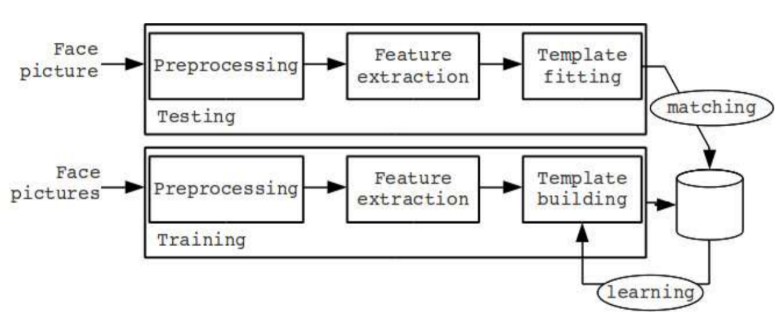 Face
picture
Preprocessing
Feature
extraction
Template
fitting
Testing
matching
Face
pictures
Preprocessing
Feature
extraction
Template
building
Training
learning